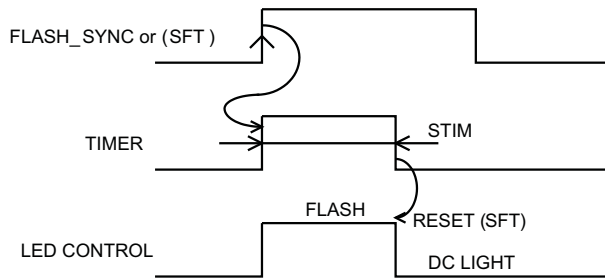 FLASH_SYNC or (SFT )
TIMER
STIM
FLASH
RESET (SFT)
LED CONTROL
DC LIGHT